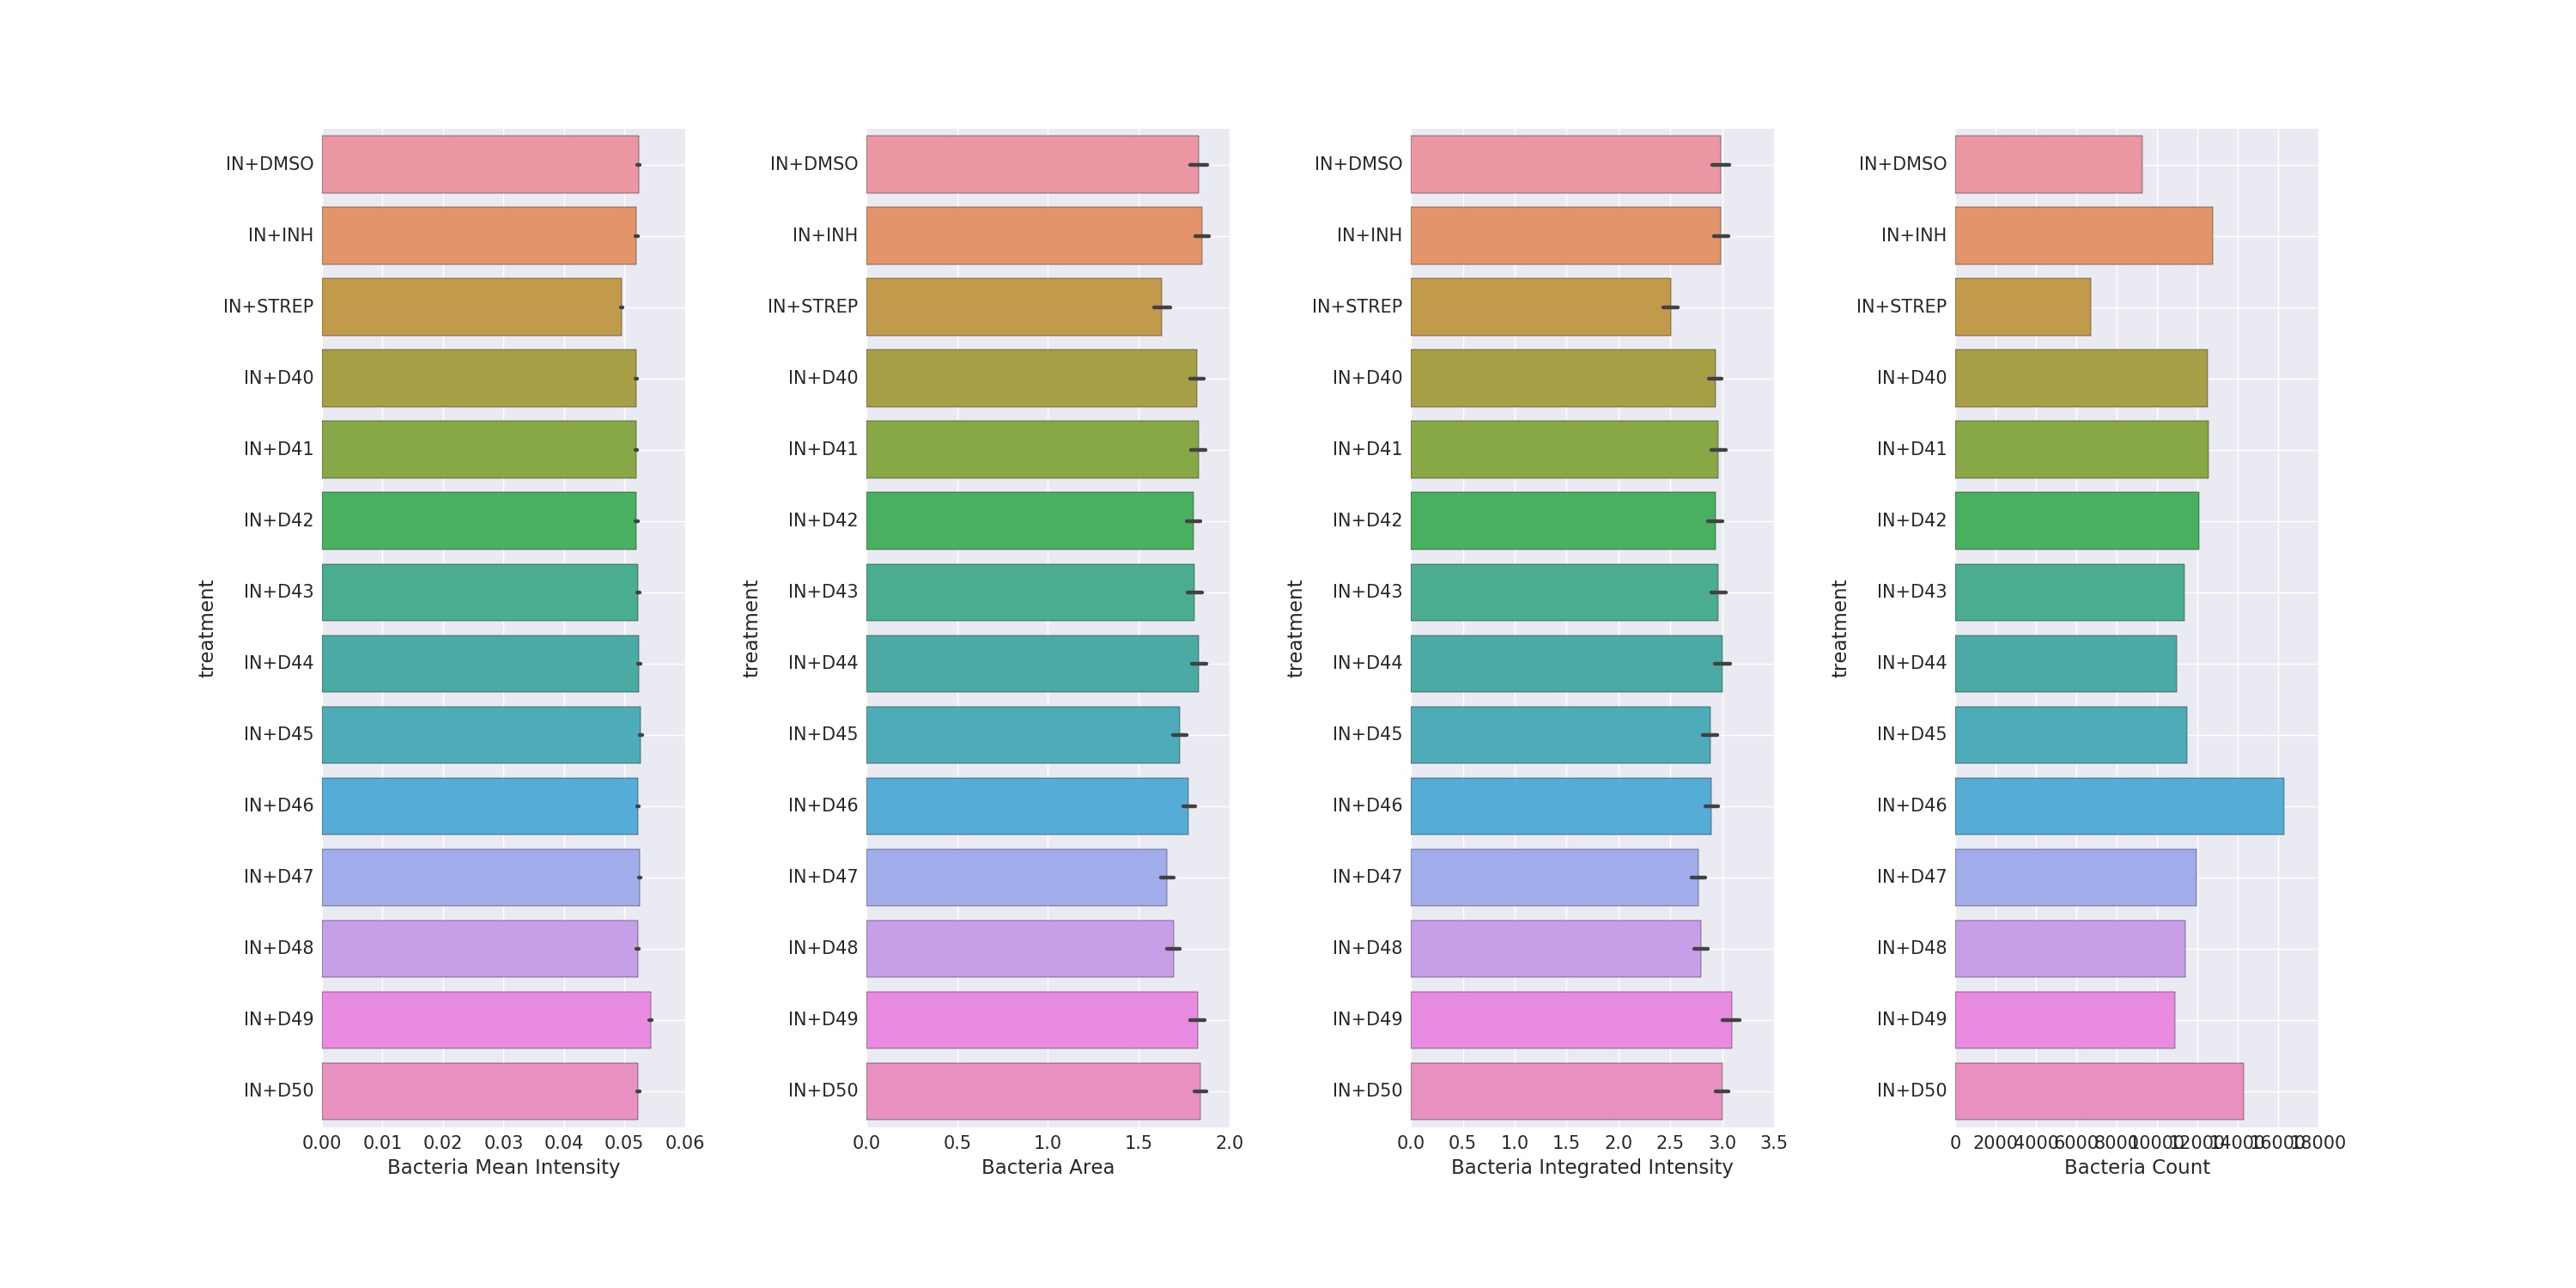 treatment
IN+DMSO
IN+INH
IN+STREP
IN+D40
IN+D41
IN+D42
IN+D43
IN+D44
IN+D45
IN+D46
IN+D47
IN+D48
IN+D49
IN+D50
0.00 0.01 0.02 0.03 0.04 0.05 0.06
Bacteria Mean Intensity
treatment
IN+DMSO
IN+INH
IN+STREP
IN+D40
IN+D41
IN+D42
IN+D43
IN+D44
IN+D45
IN+D46
IN+D47
IN+D48
IN+D49
IN+D50
0.0 0.5 1.0 1.5 2.0
Bacteria Area
treatment
IN+DMSO
IN+INH
IN+STREP
IN+D40
IN+D41
IN+D42
IN+D43
IN+D44
IN+D45
IN+D46
IN+D47
IN+D48
IN+D49
IN+D50
0.0 0.5 1.0 1.5 2.0 2.5 3.0 3.5
Bacteria Integrated Intensity
treatment
IN+DMSO
IN+INH
IN+STREP
IN+D40
IN+D41
IN+D42
IN+D43
IN+D44
IN+D45
IN+D46
IN+D47
IN+D48
IN+D49
IN+D50
0 2000 4000 6000 8000 10000 12000 14000 16000 18000
Bacteria Count